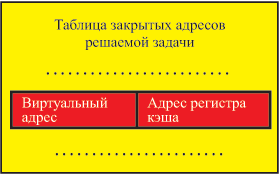 Таблица закрытых адресов
решаемой задачи
..........................
Виртуальный Адрес регистра
адрес кэша
........................